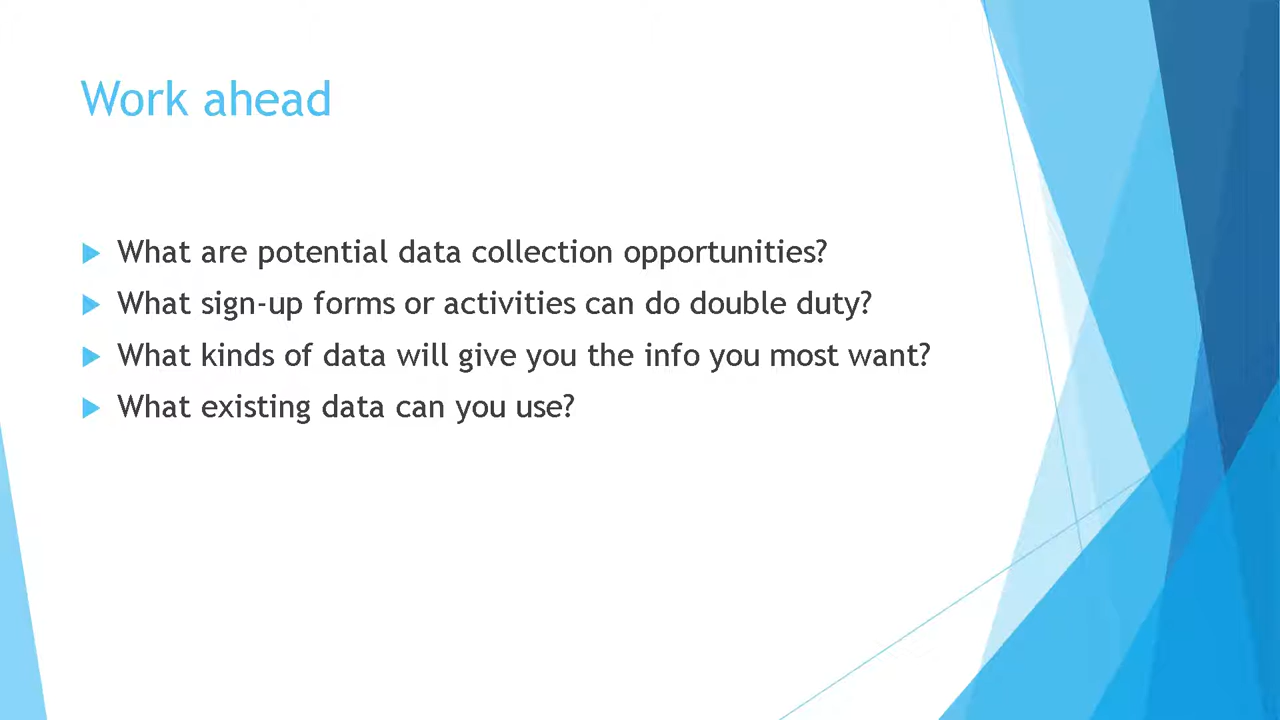 Work ahead
What are potential data collection opportunities?
What sign-up forms or activities can do double duty?
What kinds of data will give you the info you most want?
What existing data can you use?